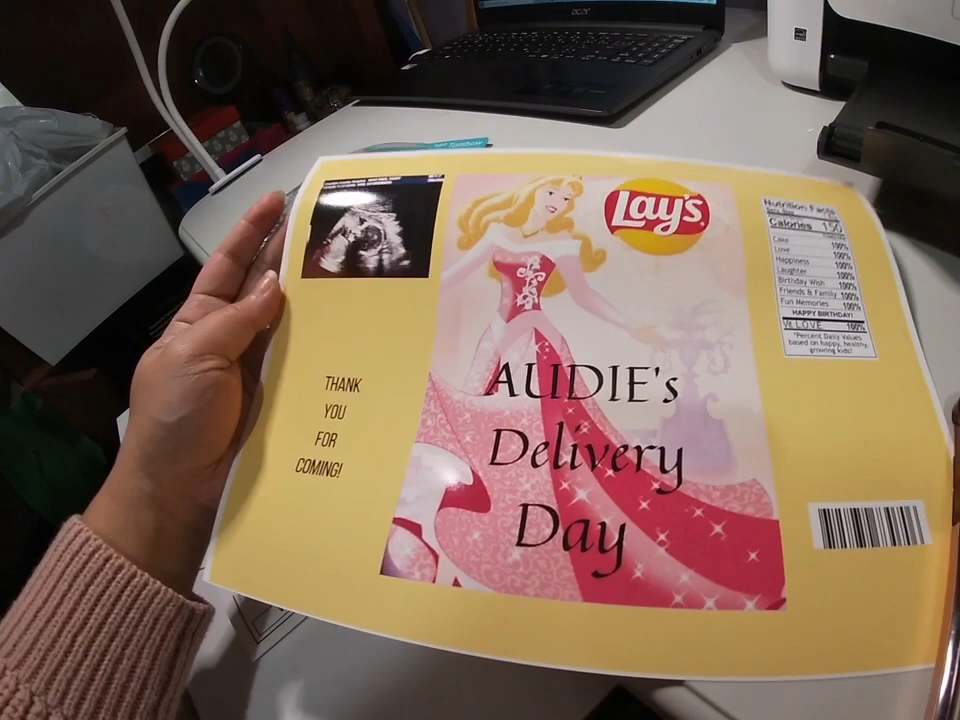 acer
Tombow
Lay's
THANK
YOU
FOR
COMING!
AUDIE's
Delivery
Day
Nutrition Facts
Calories 150
Cake 100%
Love 100%
Happiness 100%
Laughter 100%
Birthday Wish 100%
Friends & Family 100%
Fun Memories 100%
HAPPY BIRTHDAY!
LOVE 100%
*Percent Daily Values
based on happy, healthy,
growing kids!